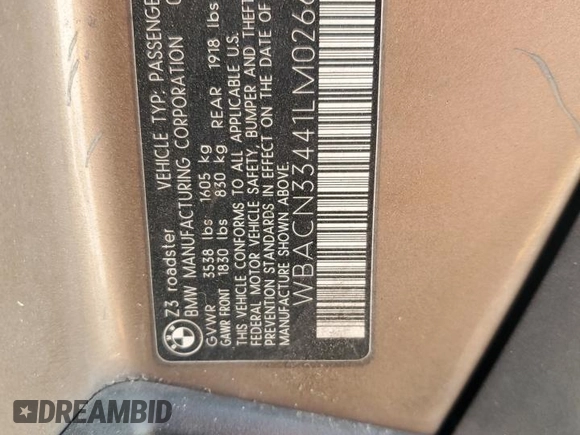 Z3 roadster VEHICLE TYP: PASSENGE
BMW MANUFACTURING CORPORATION
GVWR 3538 lbs 1605 kg
GAWR FRONT 1830 lbs 830 kg REAR 1918 lbs
THIS VEHICLE CONFORMS TO ALL APPLICABLE U.S.
FEDERAL MOTOR VEHICLE SAFETY, BUMPER AND THEFT
PREVENTION STANDARDS IN EFFECT ON THE DATE OF
MANUFACTURE SHOWN ABOVE.
WBACN33441LM026
DREAMBID